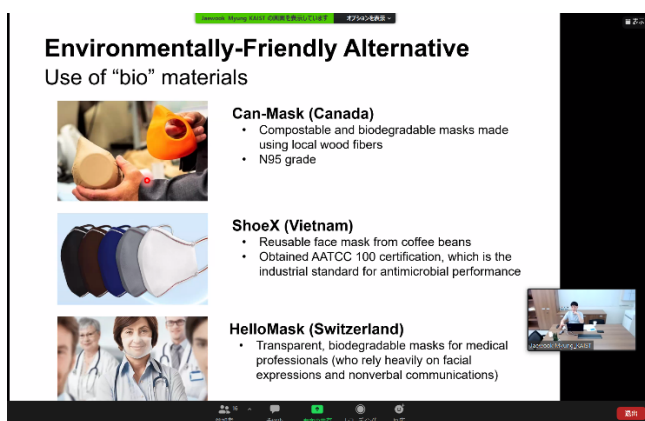 Jaewook Myung_KAIST の画面を表示しています
オプションを表示
Environmentally-Friendly Alternative
Use of “bio” materials
Can-Mask (Canada)
• Compostable and biodegradable masks made
using local wood fibers
• N95 grade
ShoeX (Vietnam)
• Reusable face mask from coffee beans
• Obtained AATCC 100 certification, which is the
industrial standard for antimicrobial performance
HelloMask (Switzerland)
• Transparent, biodegradable masks for medical
professionals (who rely heavily on facial
expressions and nonverbal communications)
Jaewook Myung_KAIST
退出